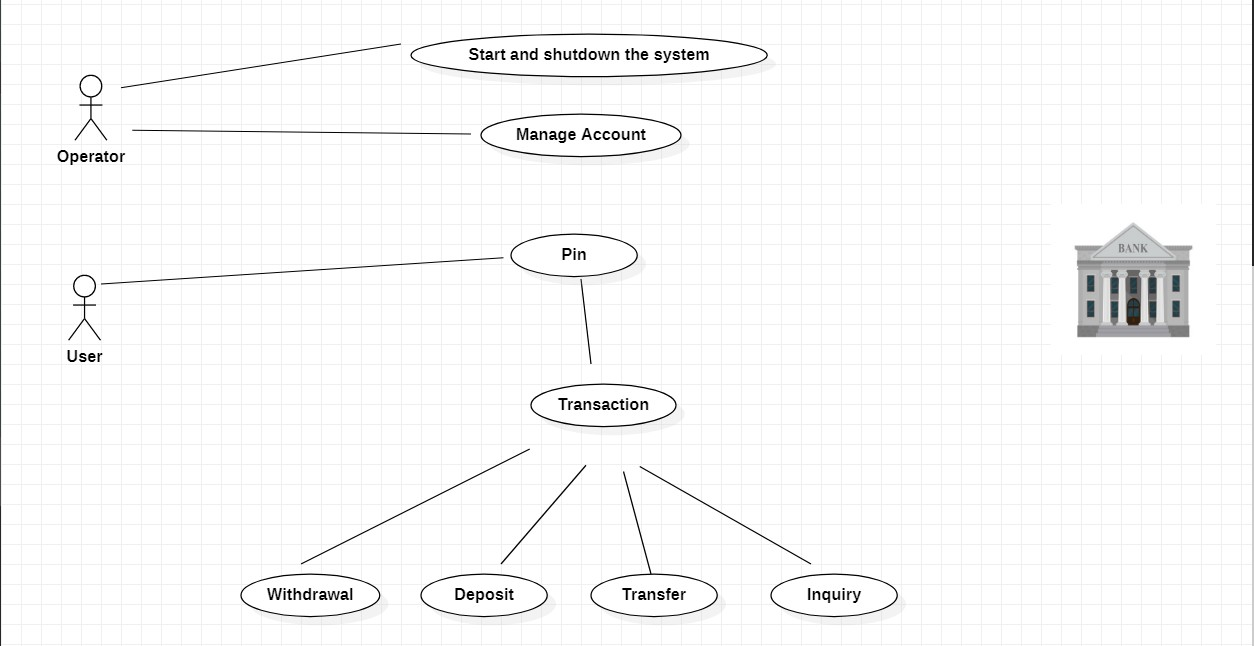 Start and shutdown the system
Manage Account
Operator
Pin
BANK
User
Transaction
Withdrawal
Deposit
Transfer
Inquiry